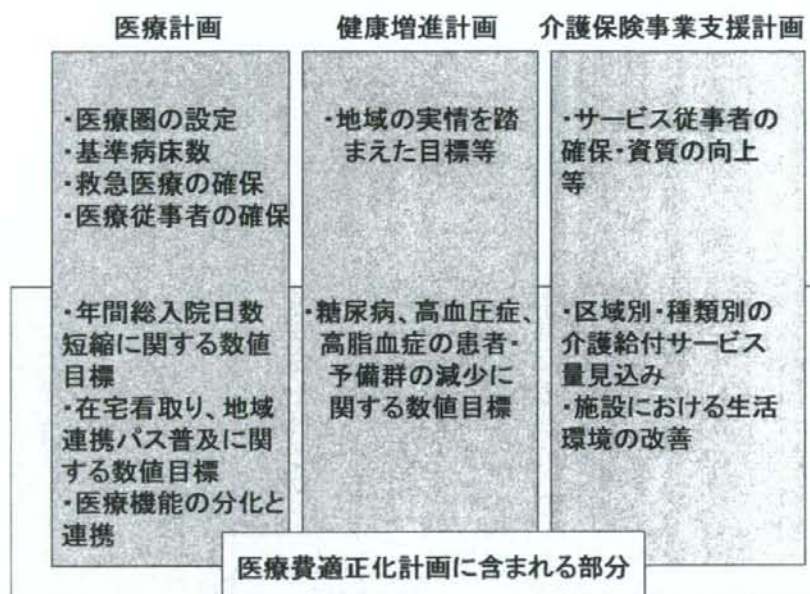 医療計画
健康増進計画
介護保険事業支援計画
・医療圏の設定
・基準病床数
・救急医療の確保
・医療従事者の確保
・年間総入院日数
短縮に関する数値
目標
・在宅看取り、地域
連携パス普及に関
する数値目標
・医療機能の分化と
連携
・地域の実情を踏
まえた目標等
・糖尿病、高血圧症、
高脂血症の患者・
予備群の減少に
関する数値目標
・サービス従事者の
確保・資質の向上
等
・区域別・種類別の
介護給付サービス
量見込み
・施設における生活
環境の改善
医療費適正化計画に含まれる部分